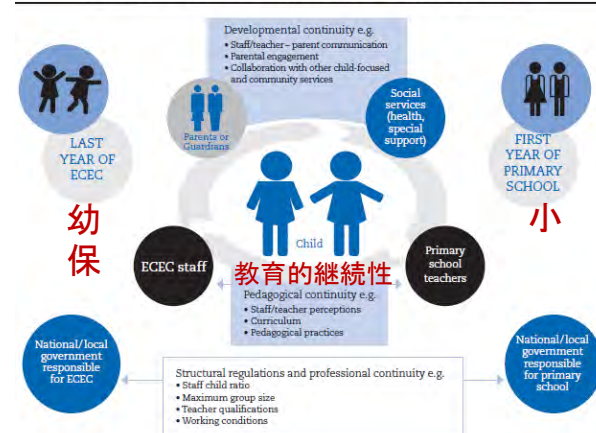 Developmental continuity e.g.
• Staff/teacher – parent communication
• Parental engagement
• Collaboration with other child-focused
and community services
LAST
YEAR OF
ECEC
Parents or
Guardians
Social
services
(health,
special
support)
FIRST
YEAR OF
PRIMARY
SCHOOL
幼
保
小
Child
ECEC staff
教育的継続性
Primary
school
teachers
Pedagogical continuity e.g.
• Staff/teacher perceptions
• Curriculum
• Pedagogical practices
National/local
government
responsible
for ECEC
National/local
government
responsible
for primary
school
Structural regulations and professional continuity e.g.
• Staff child ratio
• Maximum group size
• Teacher qualifications
• Working conditions